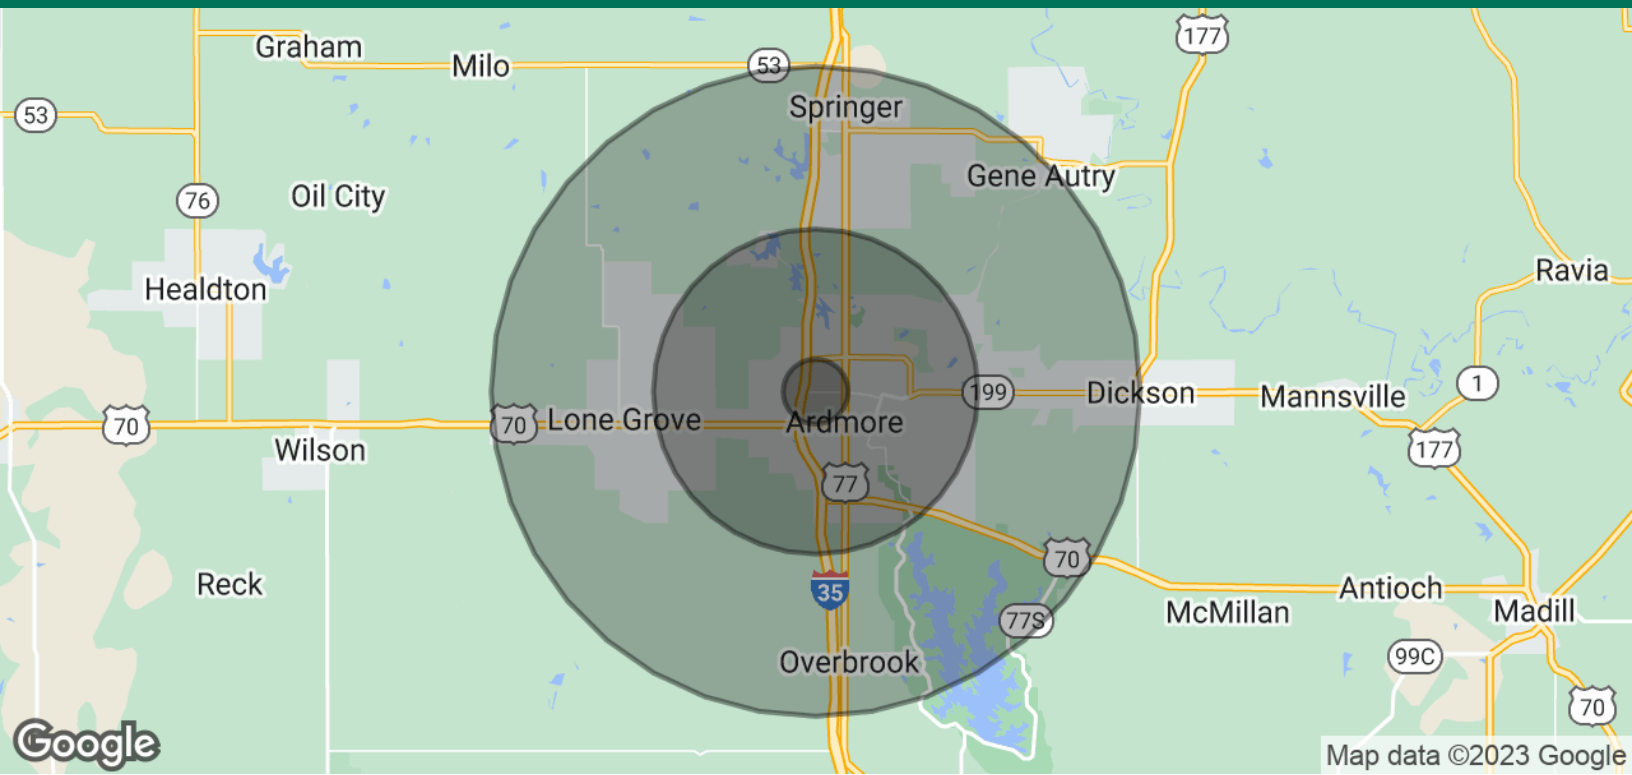 Graham
177
Milo
53
Springer
53
Gene Autry
76
Oil City
Ravia
Healdton
1
199
Dickson
Mannsville
70
70
Lone Grove
Ardmore
177
Wilson
77
70
35
Reck
Antioch
McMillan
Madill
77S
Overbrook
99C
70
Google
Map data ©2023 Google